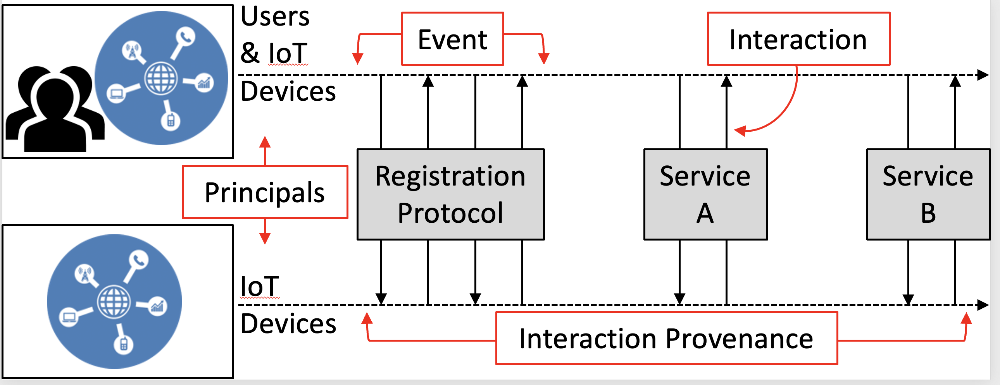 Users
& IoT
Devices
Event
Interaction
Principals
Registration
Protocol
Service
A
Service
B
IoT
Devices
Interaction Provenance